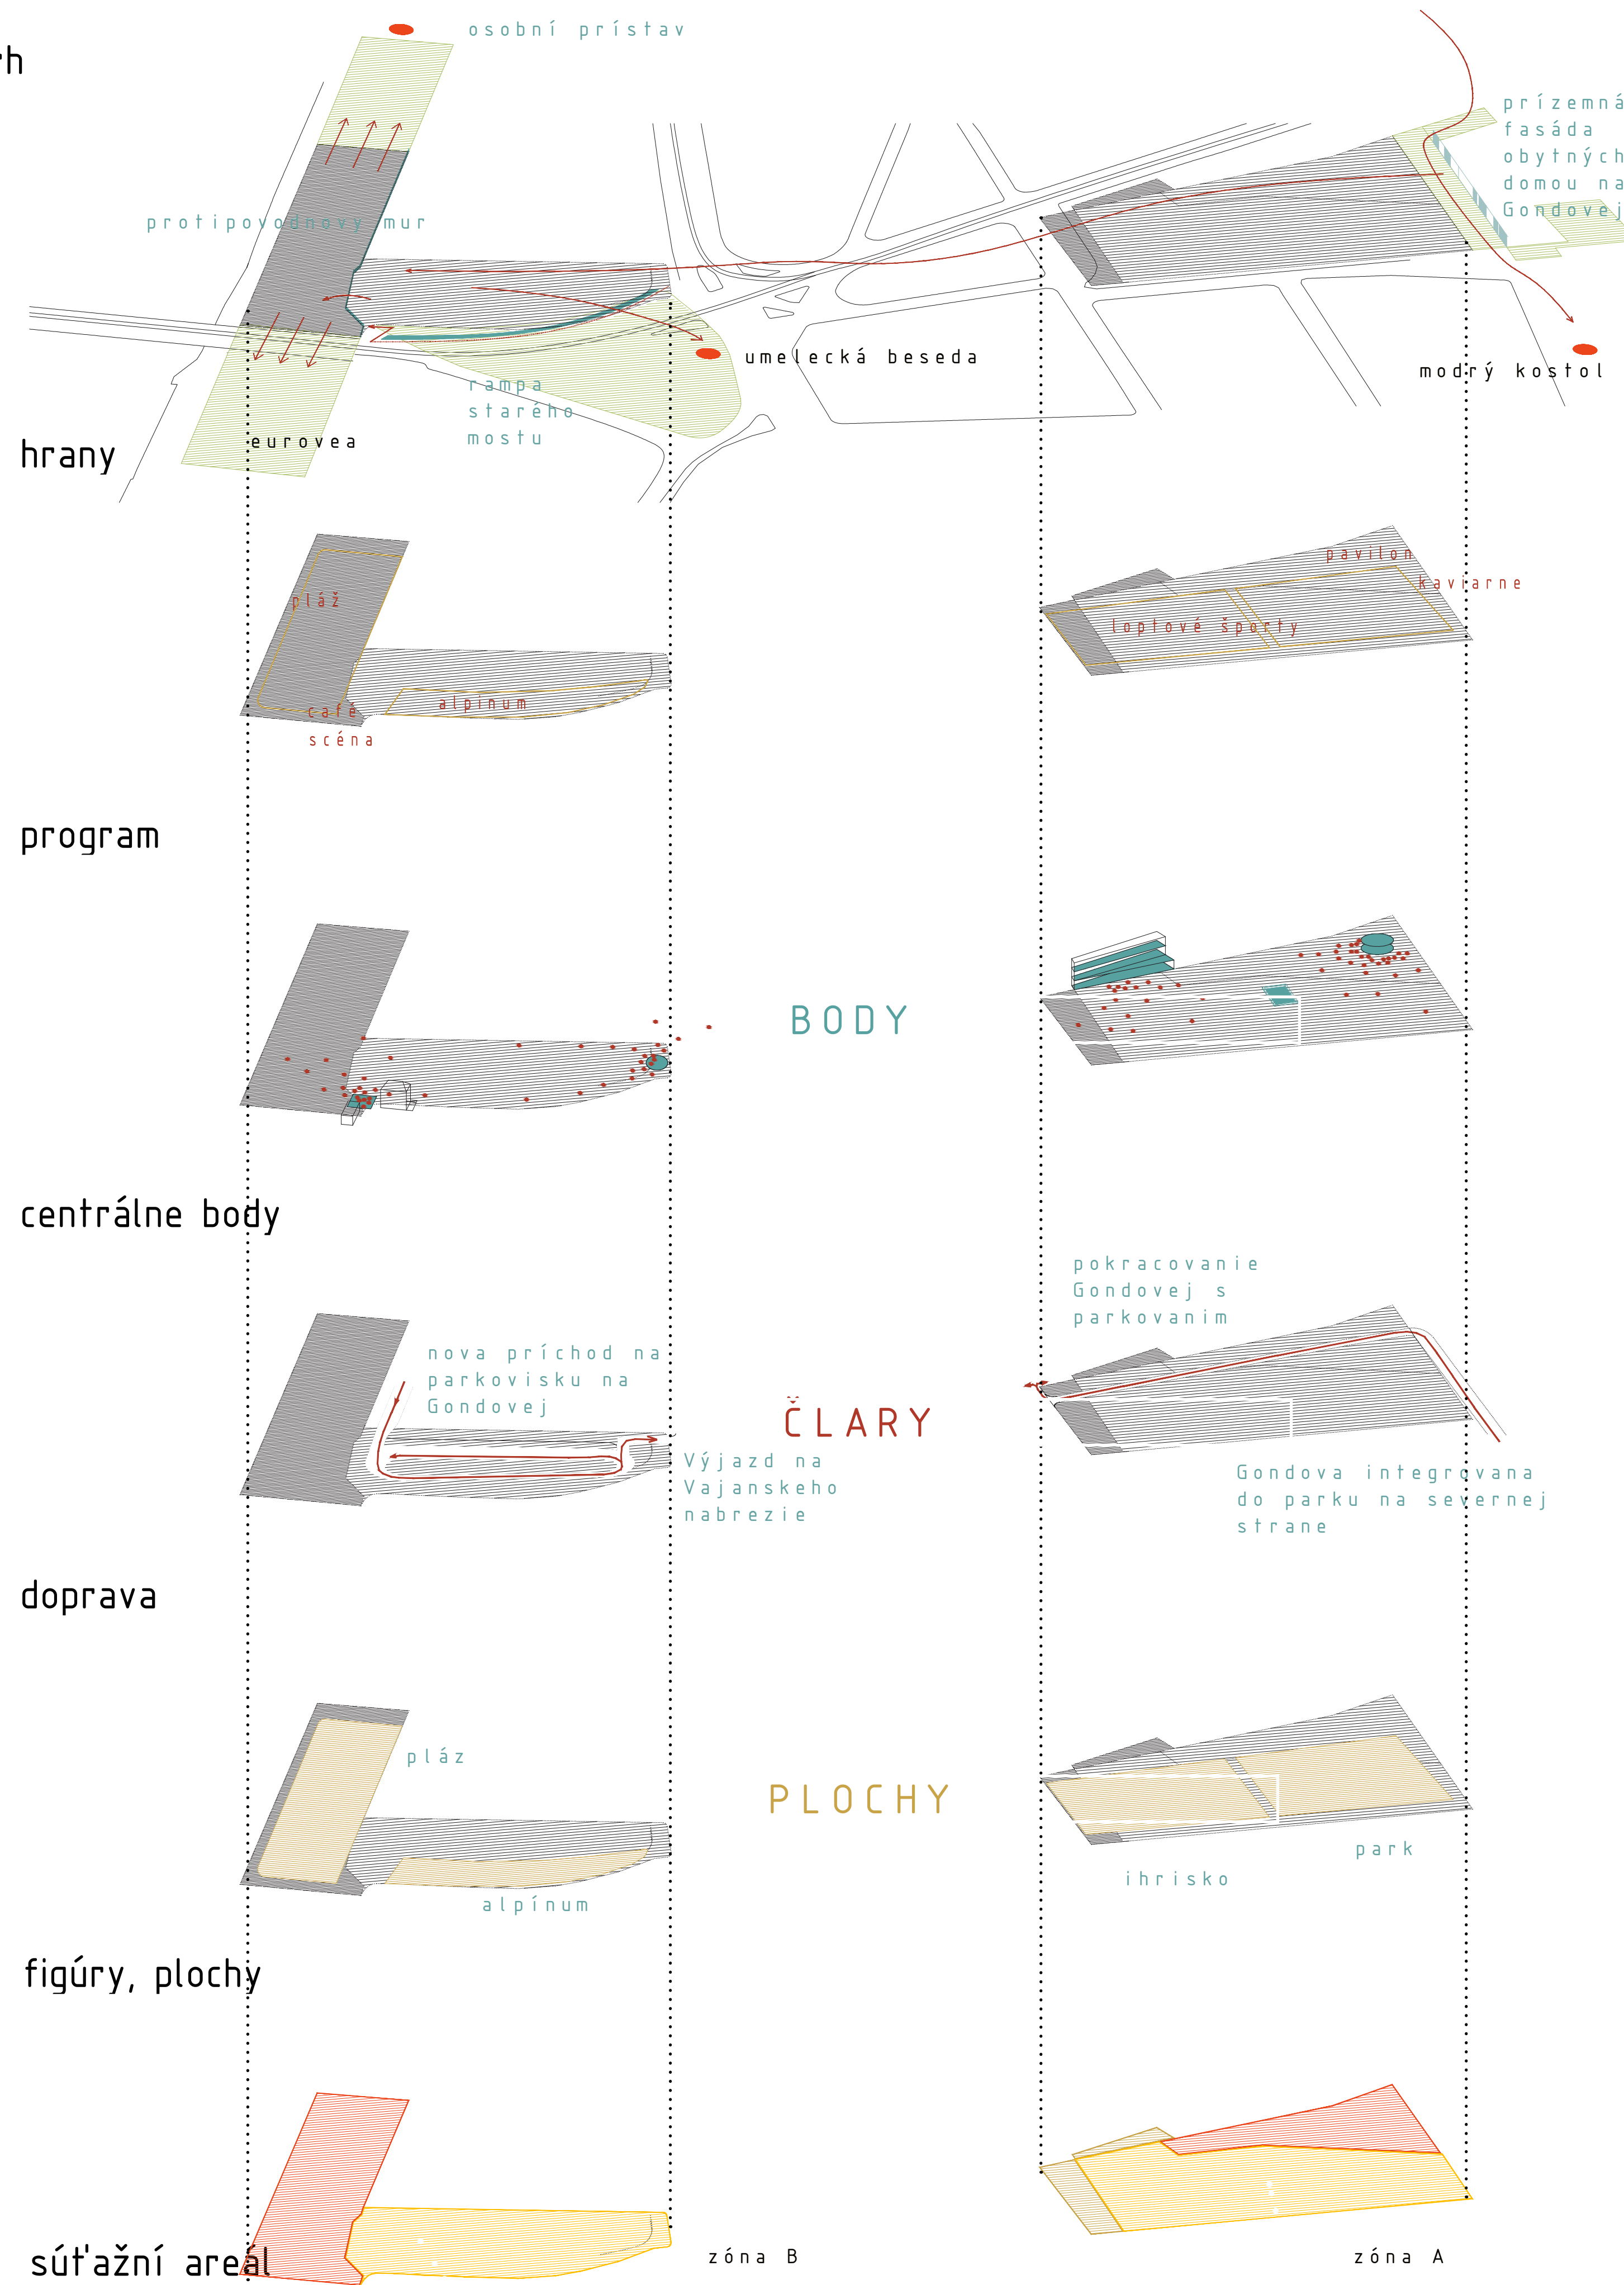 osobní prístav
rh
prízemná
fasáda
obytných
domou na
Gondovej
protipovodnový mur
umelecká beseda
modrý kostol
rampa
starého
mostu
eurovea
hrany
pláž
café
scéna
alpinum
pavilon
kaviarne
loptové športy
program
BODY
centrálne body
pokracovanie
Gondovej s
parkovanim
nova príchod na
parkovisku na
Gondovej
ČLARY
Výjazd na
Vajanskeho
nabrezie
Gondova integrovana
do parku na severnej
strane
doprava
pláz
PLOCHY
park
ihrisko
alpínum
figúry, plochy
súťažní areál
zóna B
zóna A